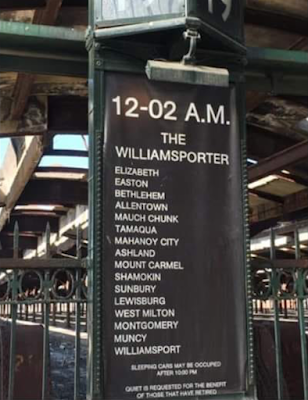 12-02 A.M.
THE
WILLIAMSPORTER
ELIZABETH
EASTON
BETHLEHEM
ALLENTOWN
MAUCH CHUNK
TAMAQUA
MAHANOY CITY
ASHLAND
MOUNT CARMEL
SHAMOKIN
SUNBURY
LEWISBURG
WEST MILTON
MONTGOMERY
MUNCY
WILLIAMSPORT
SLEEPING CARS MAY BE OCCUPIED
AFTER 10:00 PM
QUIET IS REQUESTED FOR THE BENEFIT
OF THOSE THAT HAVE RETIRED